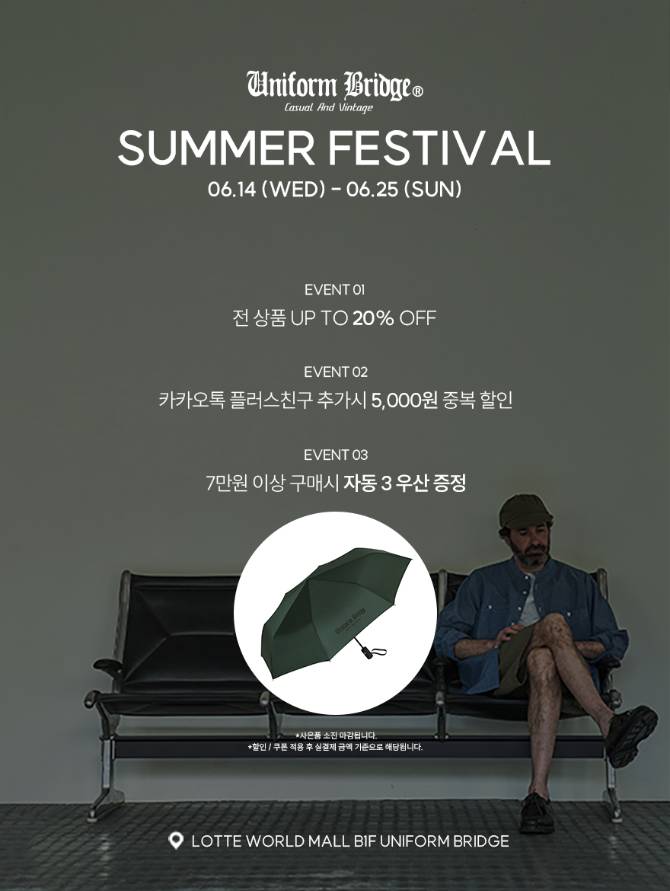 Uniform Bridge®
Casual And Vintage
SUMMER FESTIVAL
06.14 (WED) – 06.25 (SUN)
EVENT 01
전 상품 UP TO 20% OFF
EVENT 02
카카오톡 플러스친구 추가시 5,000원 중복 할인
EVENT 03
7만원 이상 구매시 자동 3 우산 증정
*사은품 소진 마감됩니다.
*할인 / 쿠폰 적용 후 실결제 금액 기준으로 해당됩니다.
LOTTE WORLD MALL B1F UNIFORM BRIDGE